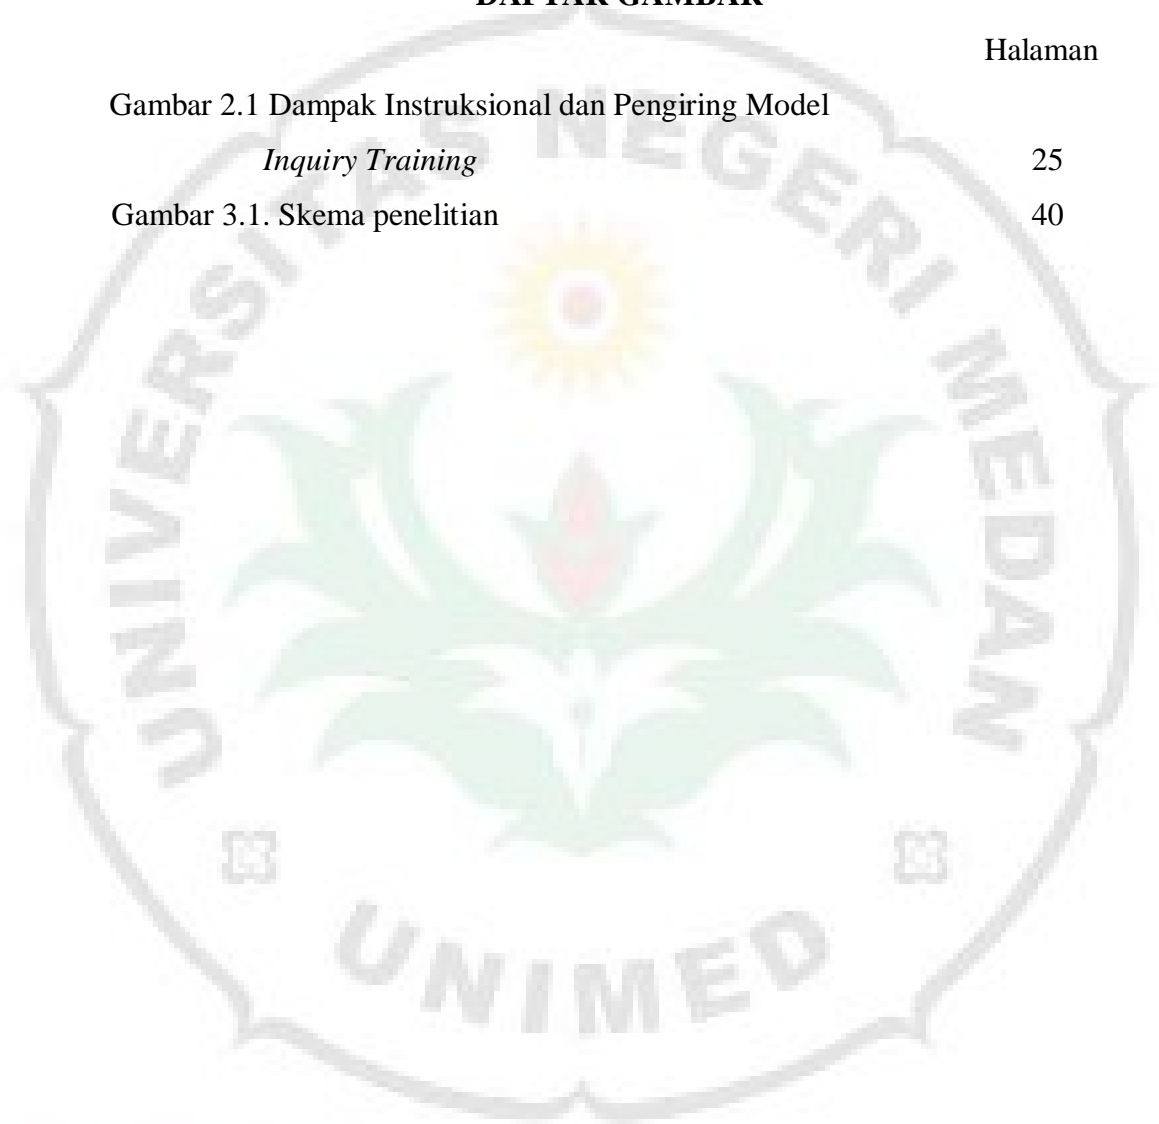 DAFTAR GAMBAR
Halaman
Gambar 2.1 Dampak Instruksional dan Pengiring Model
Inquiry Training 25
Gambar 3.1. Skema penelitian 40
UNIVERSITAS NEGERI MEDAN
UNIMED